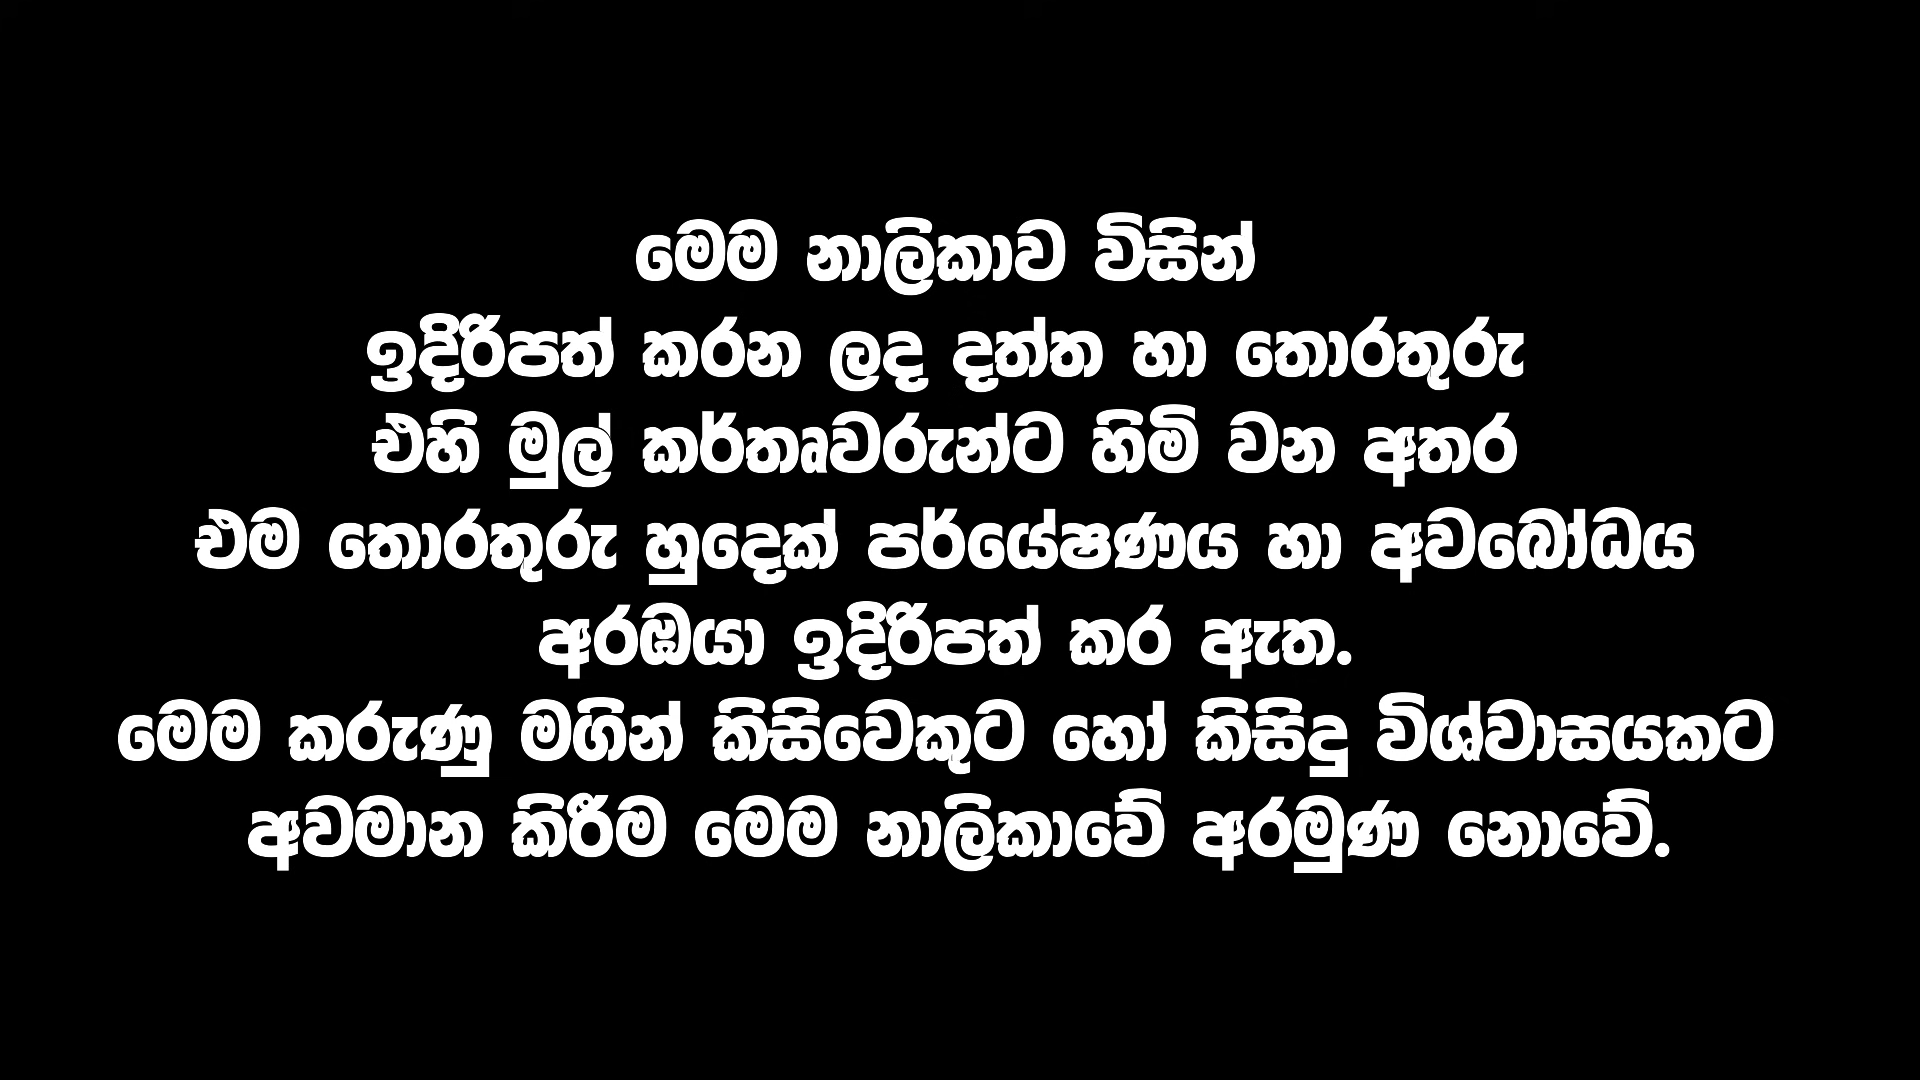 මෙම නාලිකාව විසින්
ඉදිරිපත් කරන ලද දත්ත හා තොරතුරු
එහි මුල් කර්තෘවරුන්ට හිමි වන අතර
එම තොරතුරු හුදෙක් පර්යේෂණය හා අවබෝධය
අරඹයා ඉදිරිපත් කර ඇත.
මෙම කරුණු මගින් කිසිවෙකුට හෝ කිසිදු විශ්වාසයකට
අවමාන කිරීම මෙම නාලිකාවේ අරමුණ නොවේ.